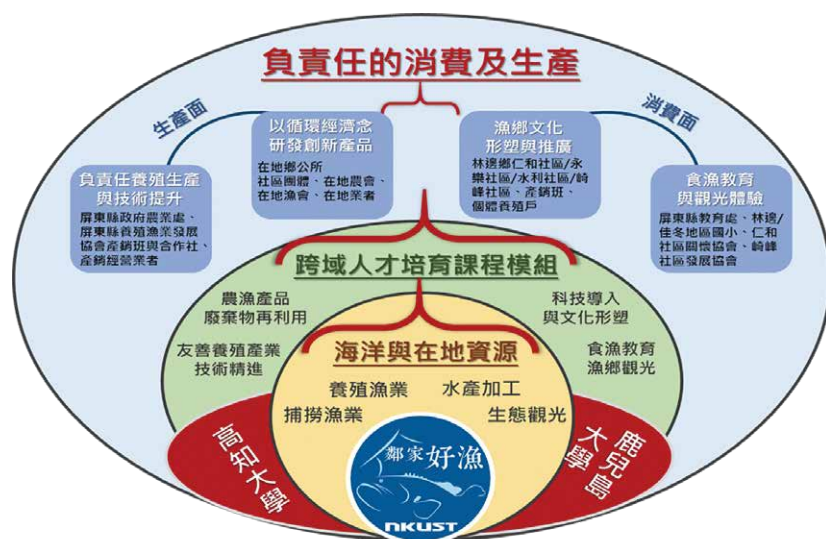 負責任的消費及生產
生產面
消費面
負責任養殖生產
與技術提升
屏東縣政府農業處、
屏東縣養殖漁業發展
協會產銷班與合作社、
產銷經營業者
以循環經濟念
研發創新產品
在地鄉公所
社區團體、在地農會、
在地漁會、在地業者
漁鄉文化
形塑與推廣
林邊鄉仁和社區/永
樂社區/水利社區/崎
峰社區、產銷班、
個體養殖戶
食漁教育
與觀光體驗
屏東縣教育處、林邊/
佳冬地區國小、仁和
社區關懷協會、崎峰
社區發展協會
跨域人才培育課程模組
農漁產品
廢棄物再利用
友善養殖產業
技術精進
科技導入
與文化形塑
食漁教育
漁鄉觀光
海洋與在地資源
養殖漁業
水產加工
捕撈漁業
生態觀光
高知大學
鹿兒島
大學
鄰家好漁
NKUST